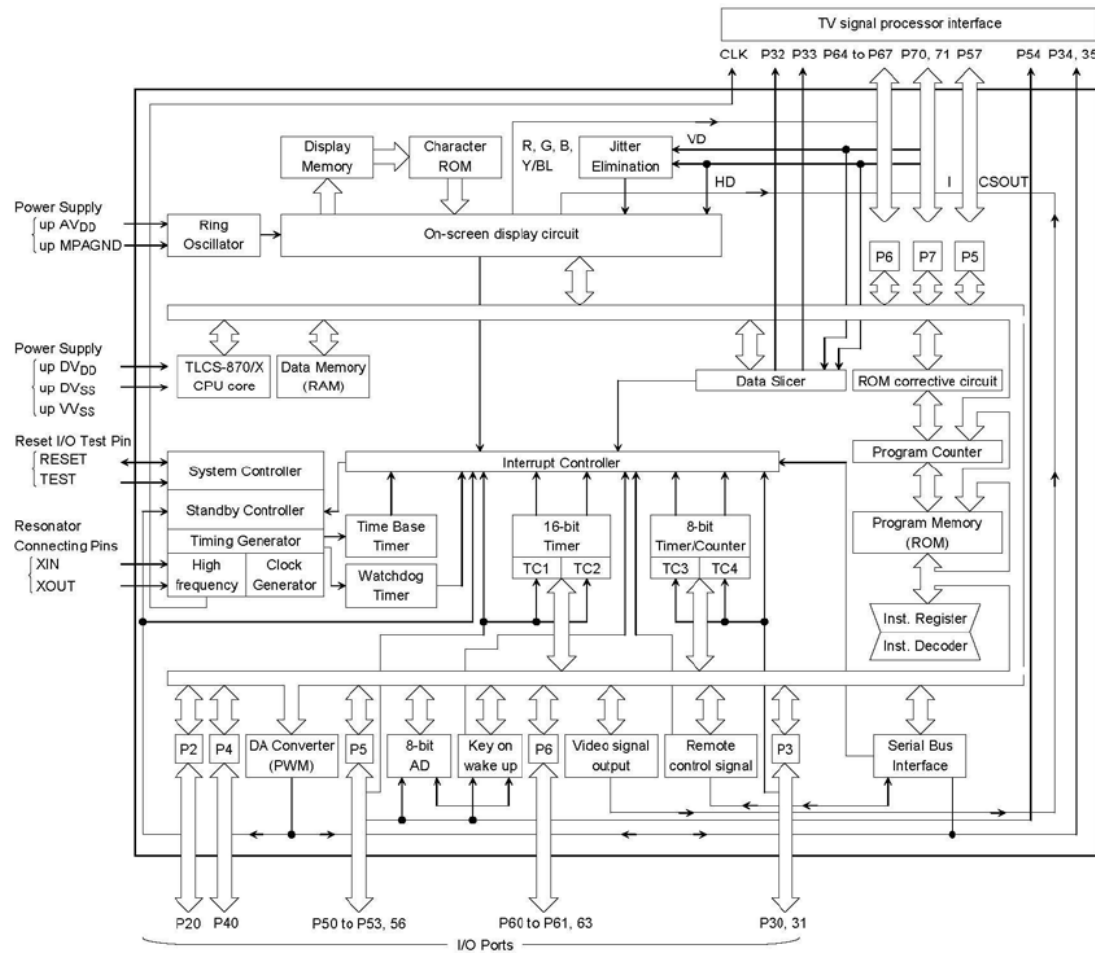 TV signal processor interface
CLK P32 P33 P64 to P67 P70, 71 P57 P54 P34, 35
Display
Memory
Character
ROM
R, G, B,
Y/BL
Jitter
Elimination
VD
HD
I
CSOUT
Power Supply
up AVDD
up MPAGND
Ring
Oscillator
On-screen display circuit
P6 P7 P5
Power Supply
up DVDD
up DVSS
up VVSS
TLCS-870/X
CPU core
Data Memory
(RAM)
Data Slicer
ROM corrective circuit
Reset I/O Test Pin
RESET
TEST
System Controller
Interrupt Controller
Program Counter
Standby Controller
Resonator
Connecting Pins
XIN
XOUT
Timing Generator
High
frequency
Clock
Generator
Time Base
Timer
Watchdog
Timer
16-bit
Timer
TC1 TC2
8-bit
Timer/Counter
TC3 TC4
Program Memory
(ROM)
Inst. Register
Inst. Decoder
P2
P4
DA Converter
(PWM)
P5
8-bit
AD
Key on
wake up
P6
Video signal
output
Remote
control signal
P3
Serial Bus
Interface
P20 P40 P50 to P53, 56 P60 to P61, 63 P30, 31
I/O Ports